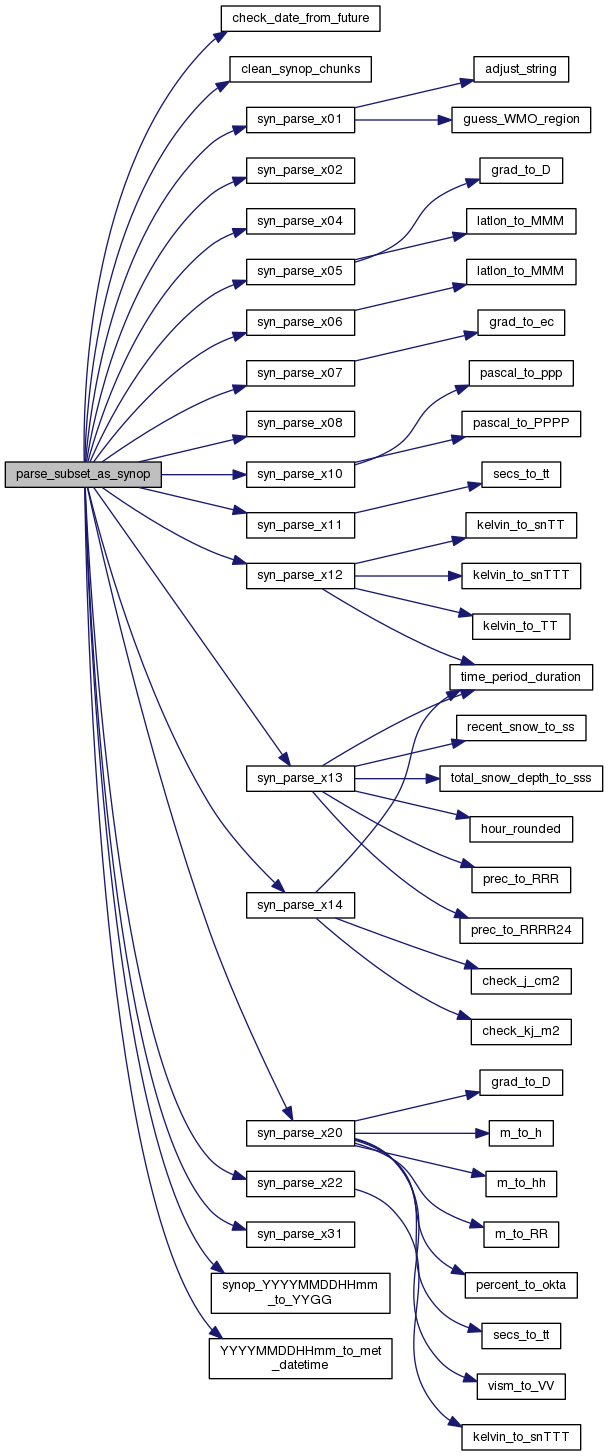 check_date_from_future
clean_synop_chunks
adjust_string
syn_parse_x01
guess_WMO_region
syn_parse_x02
grad_to_D
syn_parse_x04
latlon_to_MMM
syn_parse_x05
latlon_to_MMM
syn_parse_x06
grad_to_ec
syn_parse_x07
pascal_to_ppp
syn_parse_x08
pascal_to_PPPP
parse_subset_as_synop
syn_parse_x10
secs_to_tt
syn_parse_x11
kelvin_to_snTT
syn_parse_x12
kelvin_to_snTTT
kelvin_to_TT
time_period_duration
recent_snow_to_ss
syn_parse_x13
total_snow_depth_to_sss
hour_rounded
prec_to_RRR
syn_parse_x14
prec_to_RRRR24
check_j_cm2
check_kj_m2
grad_to_D
syn_parse_x20
m_to_h
syn_parse_x22
m_to_hh
syn_parse_x31
m_to_RR
synop_YYYYMMDDHHmm
_to_YYGG
percent_to_okta
secs_to_tt
YYYYMMDDHHmm_to_met
_datetime
vism_to_VV
kelvin_to_snTTT